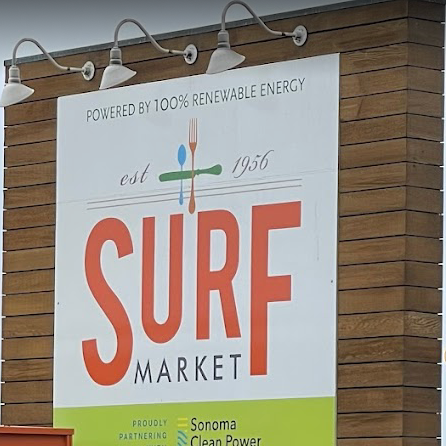 POWERED BY 100% RENEWABLE ENERGY
est 1956
SURF
MARKET
PROUDLY
PARTNERING
Sonoma
Clean Power